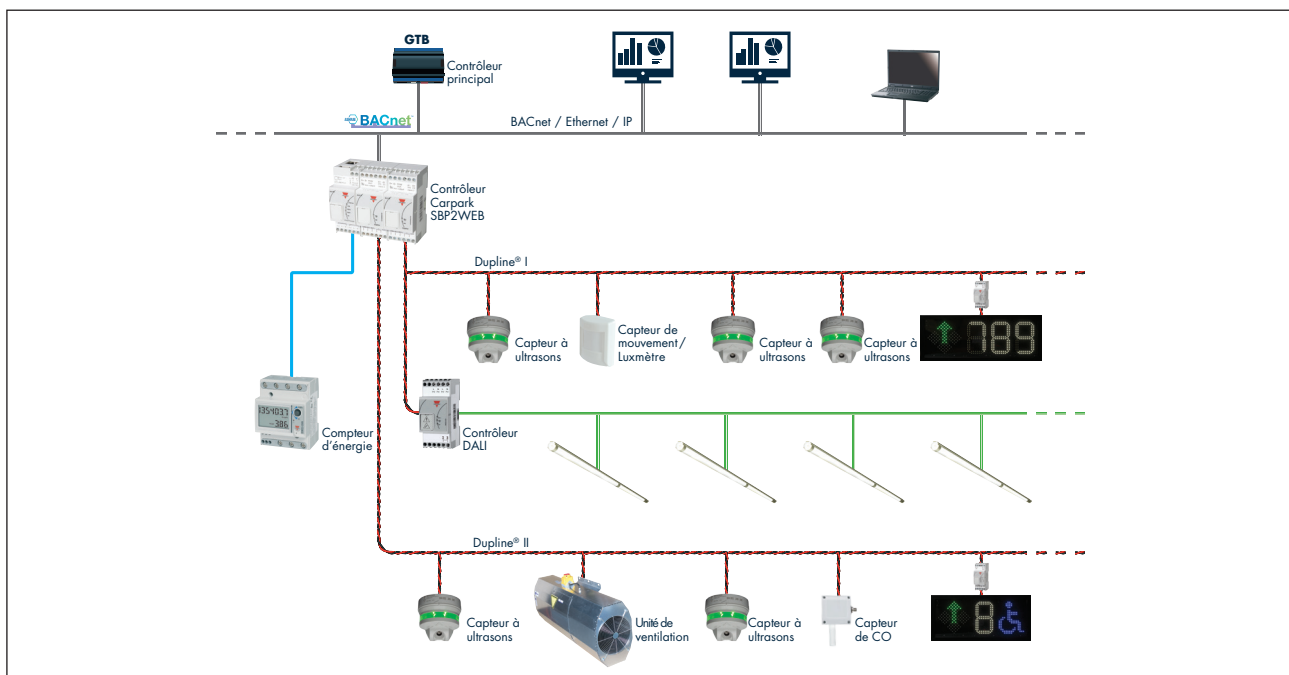 GTB
Contrôleur
principal
BACnet
BACnet / Ethernet / IP
Contrôleur
Carpark
SBP2WEB
Dupline® I
Capteur à
ultrasons
Capteur de
mouvement/
Luxmètre
Capteur à
ultrasons
Capteur à
ultrasons
789
Compteur
d'énergie
Contrôleur
DALI
Dupline® II
Capteur à
ultrasons
Unité de
ventilation
Capteur à
ultrasons
Capteur
de CO
8